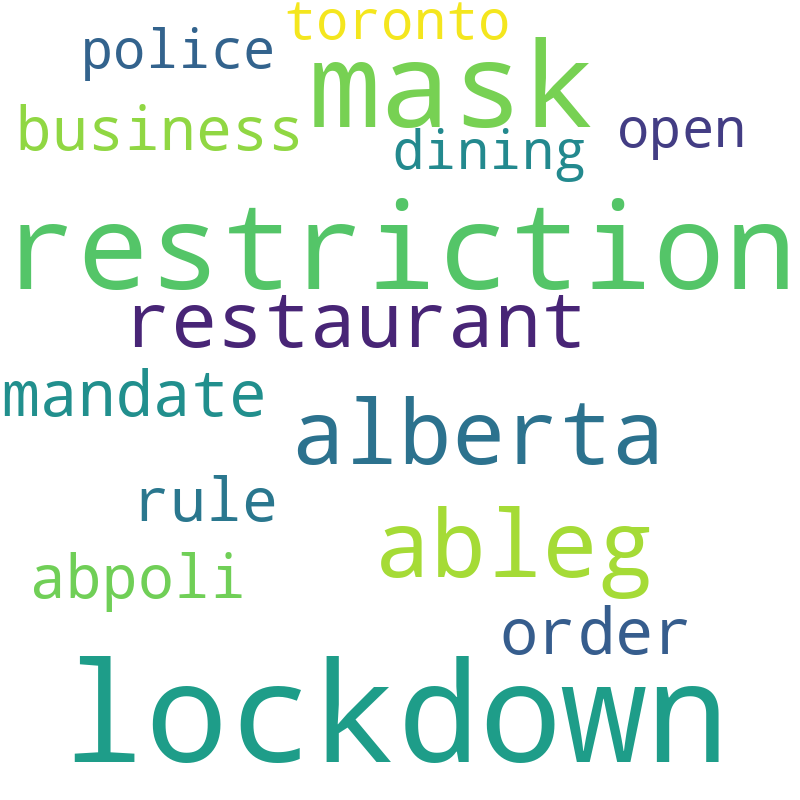 toronto
police
mask
business
open
dining
restriction
restaurant
mandate
alberta
rule
ableg
abpoli
order
lockdown